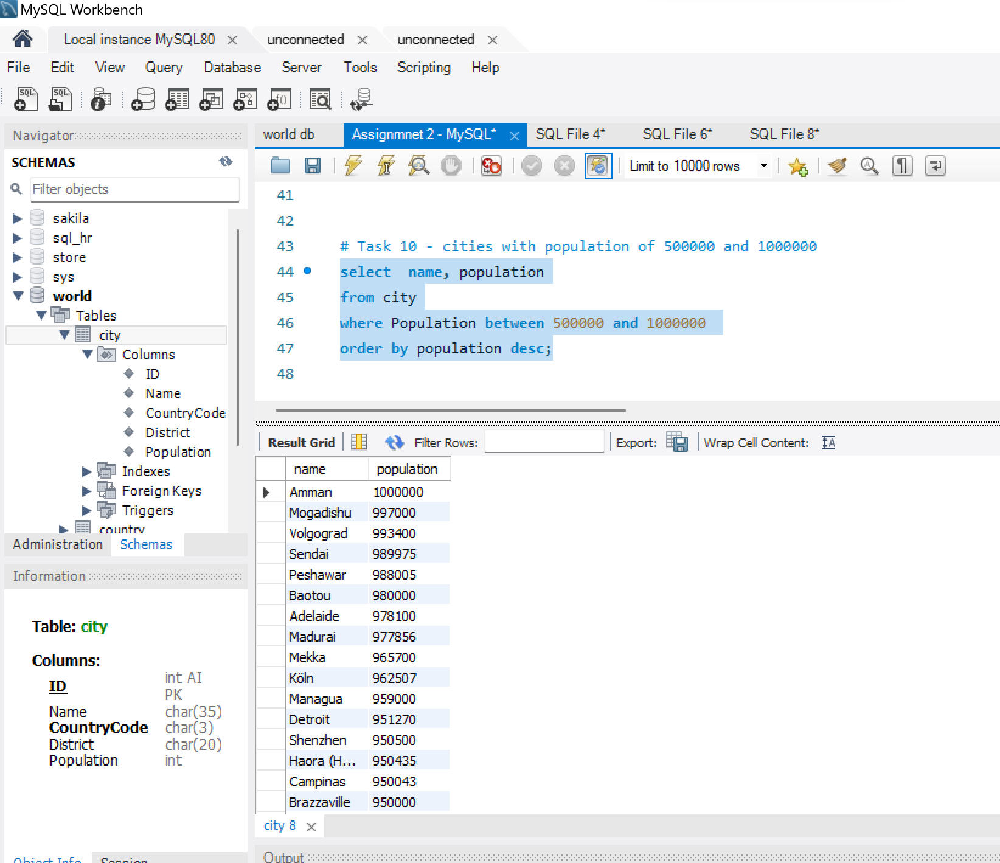 MySQL Workbench
Local instance MySQL80
unconnected
unconnected
File Edit View Query Database Server Tools Scripting Help
Navigator
SCHEMAS
Filter objects
sakila
sql_hr
store
sys
world
Tables
city
Columns
ID
Name
CountryCode
District
Population
Indexes
Foreign Keys
Triggers
country
Administration Schemas
Information
Table: city
Columns:
ID int AI
PK
Name char(35)
CountryCode char(3)
District char(20)
Population int
Object Info Session
world db Assignmnet 2 - MySQL* SQL File 4* SQL File 6* SQL File 8*
Limit to 10000 rows
41
42
43 # Task 10 - cities with population of 500000 and 1000000
44 select  name, population
45 from city
46 where Population between 500000 and 1000000
47 order by population desc;
48
Result Grid Filter Rows: Export: Wrap Cell Content:
name population
Amman 1000000
Mogadishu 997000
Volgograd 993400
Sendai 989975
Peshawar 988005
Baotou 980000
Adelaide 978100
Madurai 977856
Mekka 965700
Köln 962507
Managua 959000
Detroit 951270
Shenzhen 950500
Haora (H... 950435
Campinas 950043
Brazzaville 950000
city 8
Output